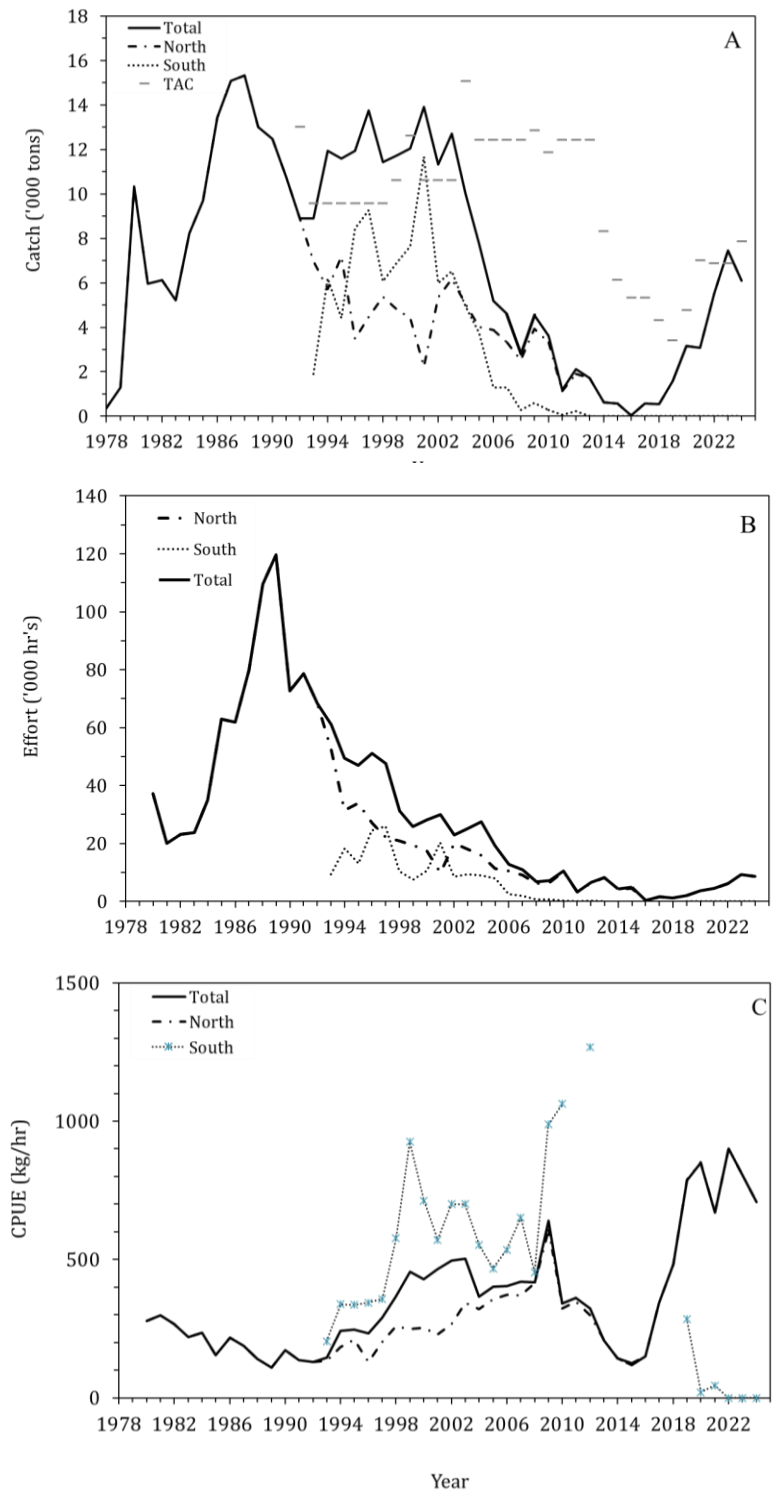 18
16
14
12
10
8
6
4
2
0
Catch ('000 tons)
Total
North
South
TAC
A
1978 1982 1986 1990 1994 1998 2002 2006 2010 2014 2018 2022
140
120
100
80
60
40
20
0
Effort ('000 hr's)
North
South
Total
B
1978 1982 1986 1990 1994 1998 2002 2006 2010 2014 2018 2022
1500
1000
500
0
CPUE (kg/hr)
Total
North
South
C
1978 1982 1986 1990 1994 1998 2002 2006 2010 2014 2018 2022
Year